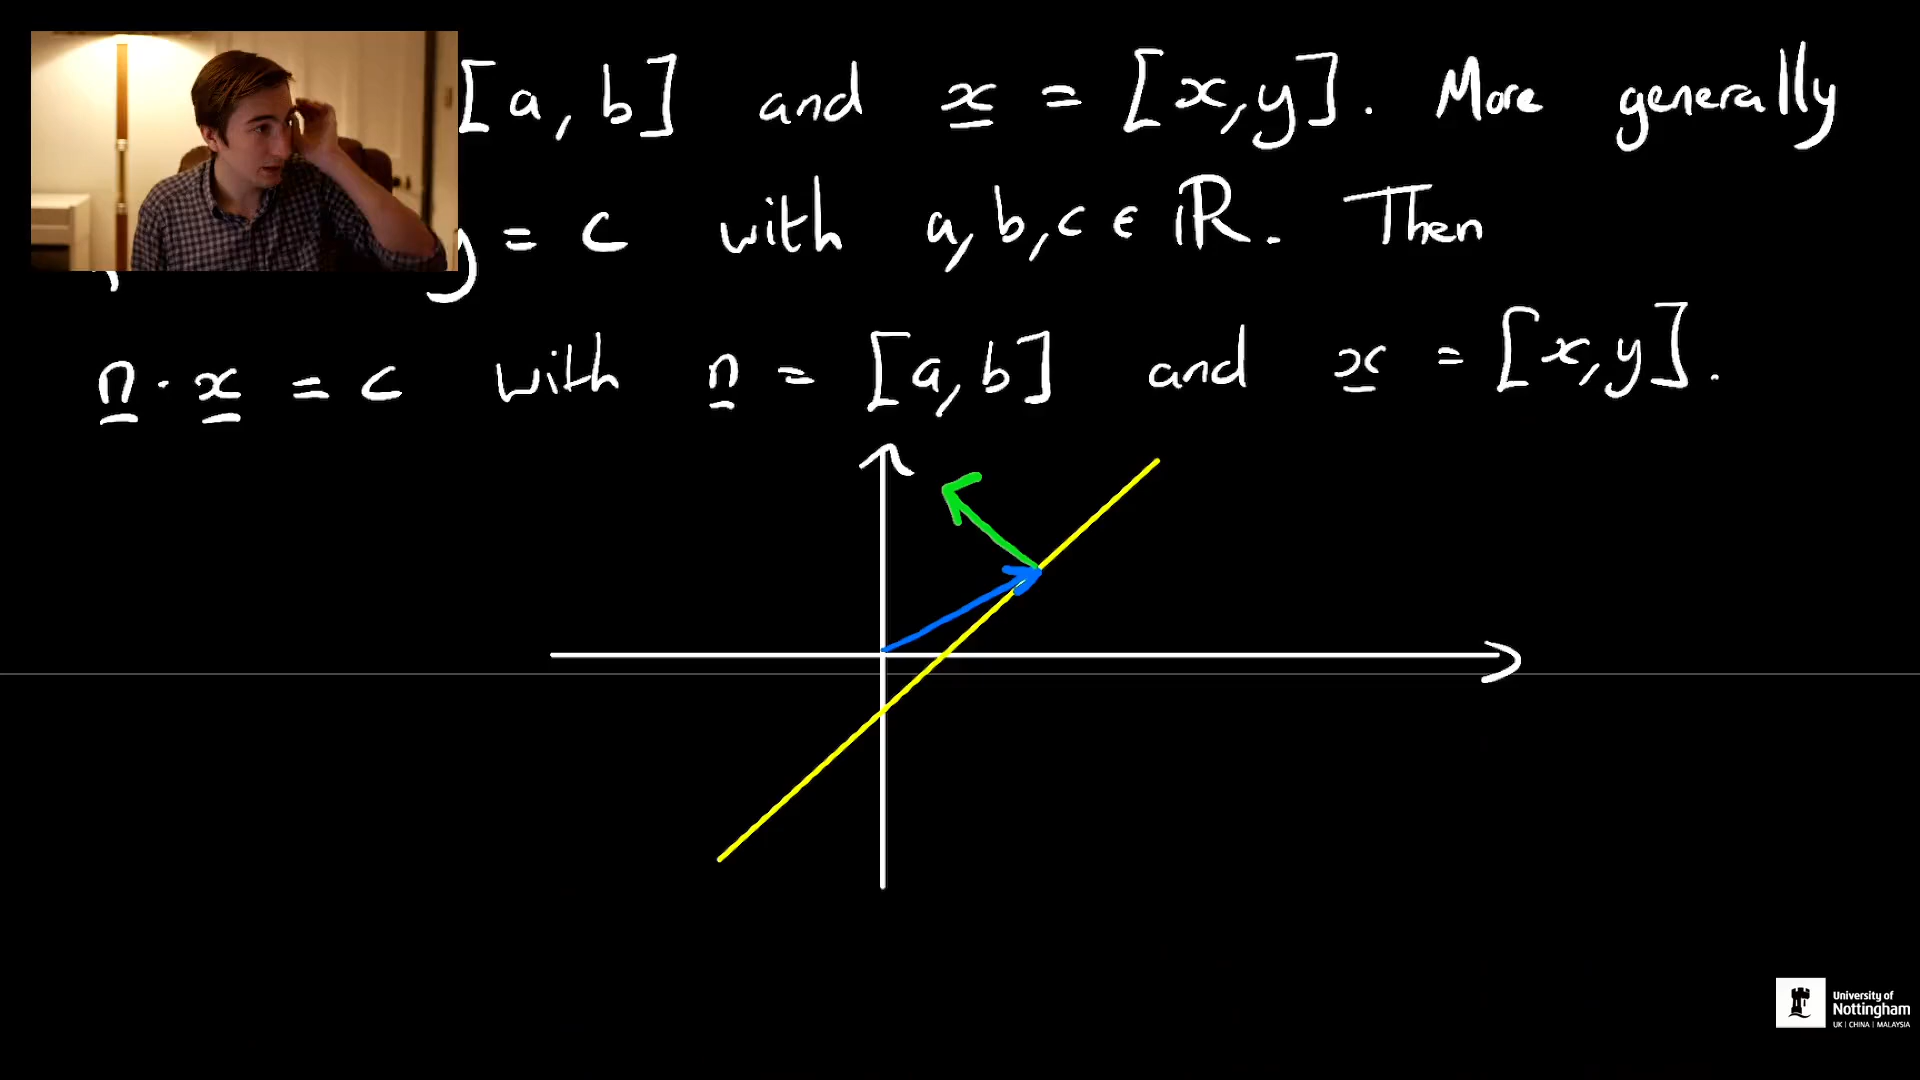 [a, b] and x = [x, y]. More generally
y = c with a, b, c ∈ ℝ. Then
n · x = c with n = [a, b] and x = [x, y].
University of
Nottingham
UK | CHINA | MALAYSIA